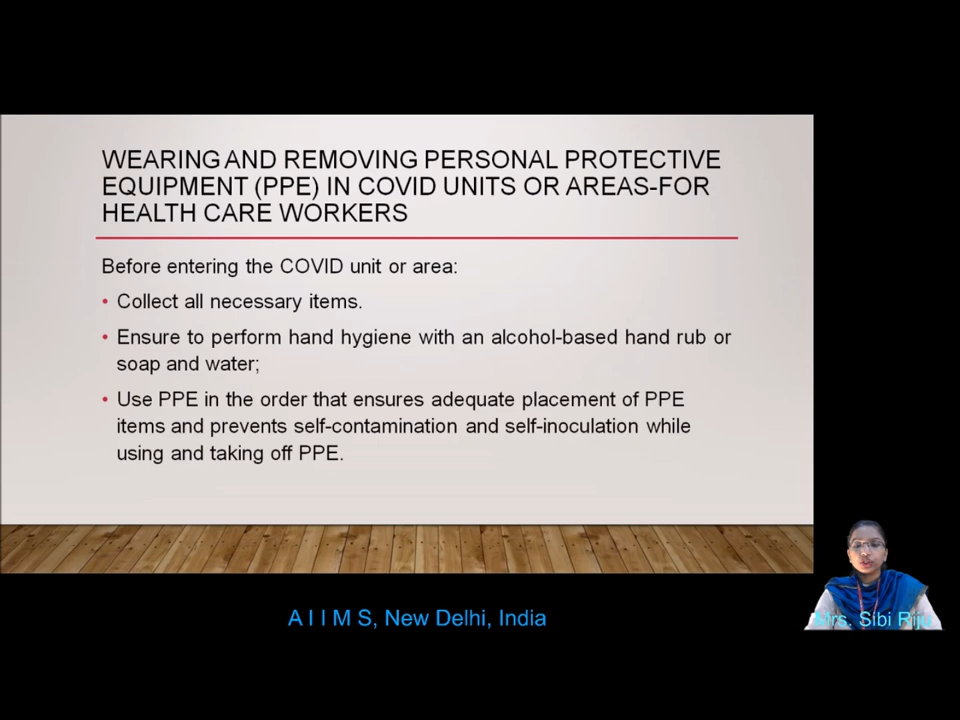 WEARING AND REMOVING PERSONAL PROTECTIVE
EQUIPMENT (PPE) IN COVID UNITS OR AREAS-FOR
HEALTH CARE WORKERS
Before entering the COVID unit or area:
• Collect all necessary items.
• Ensure to perform hand hygiene with an alcohol-based hand rub or
soap and water;
• Use PPE in the order that ensures adequate placement of PPE
items and prevents self-contamination and self-inoculation while
using and taking off PPE.
A I I M S, New Delhi, India
Mrs. Sibi Riju